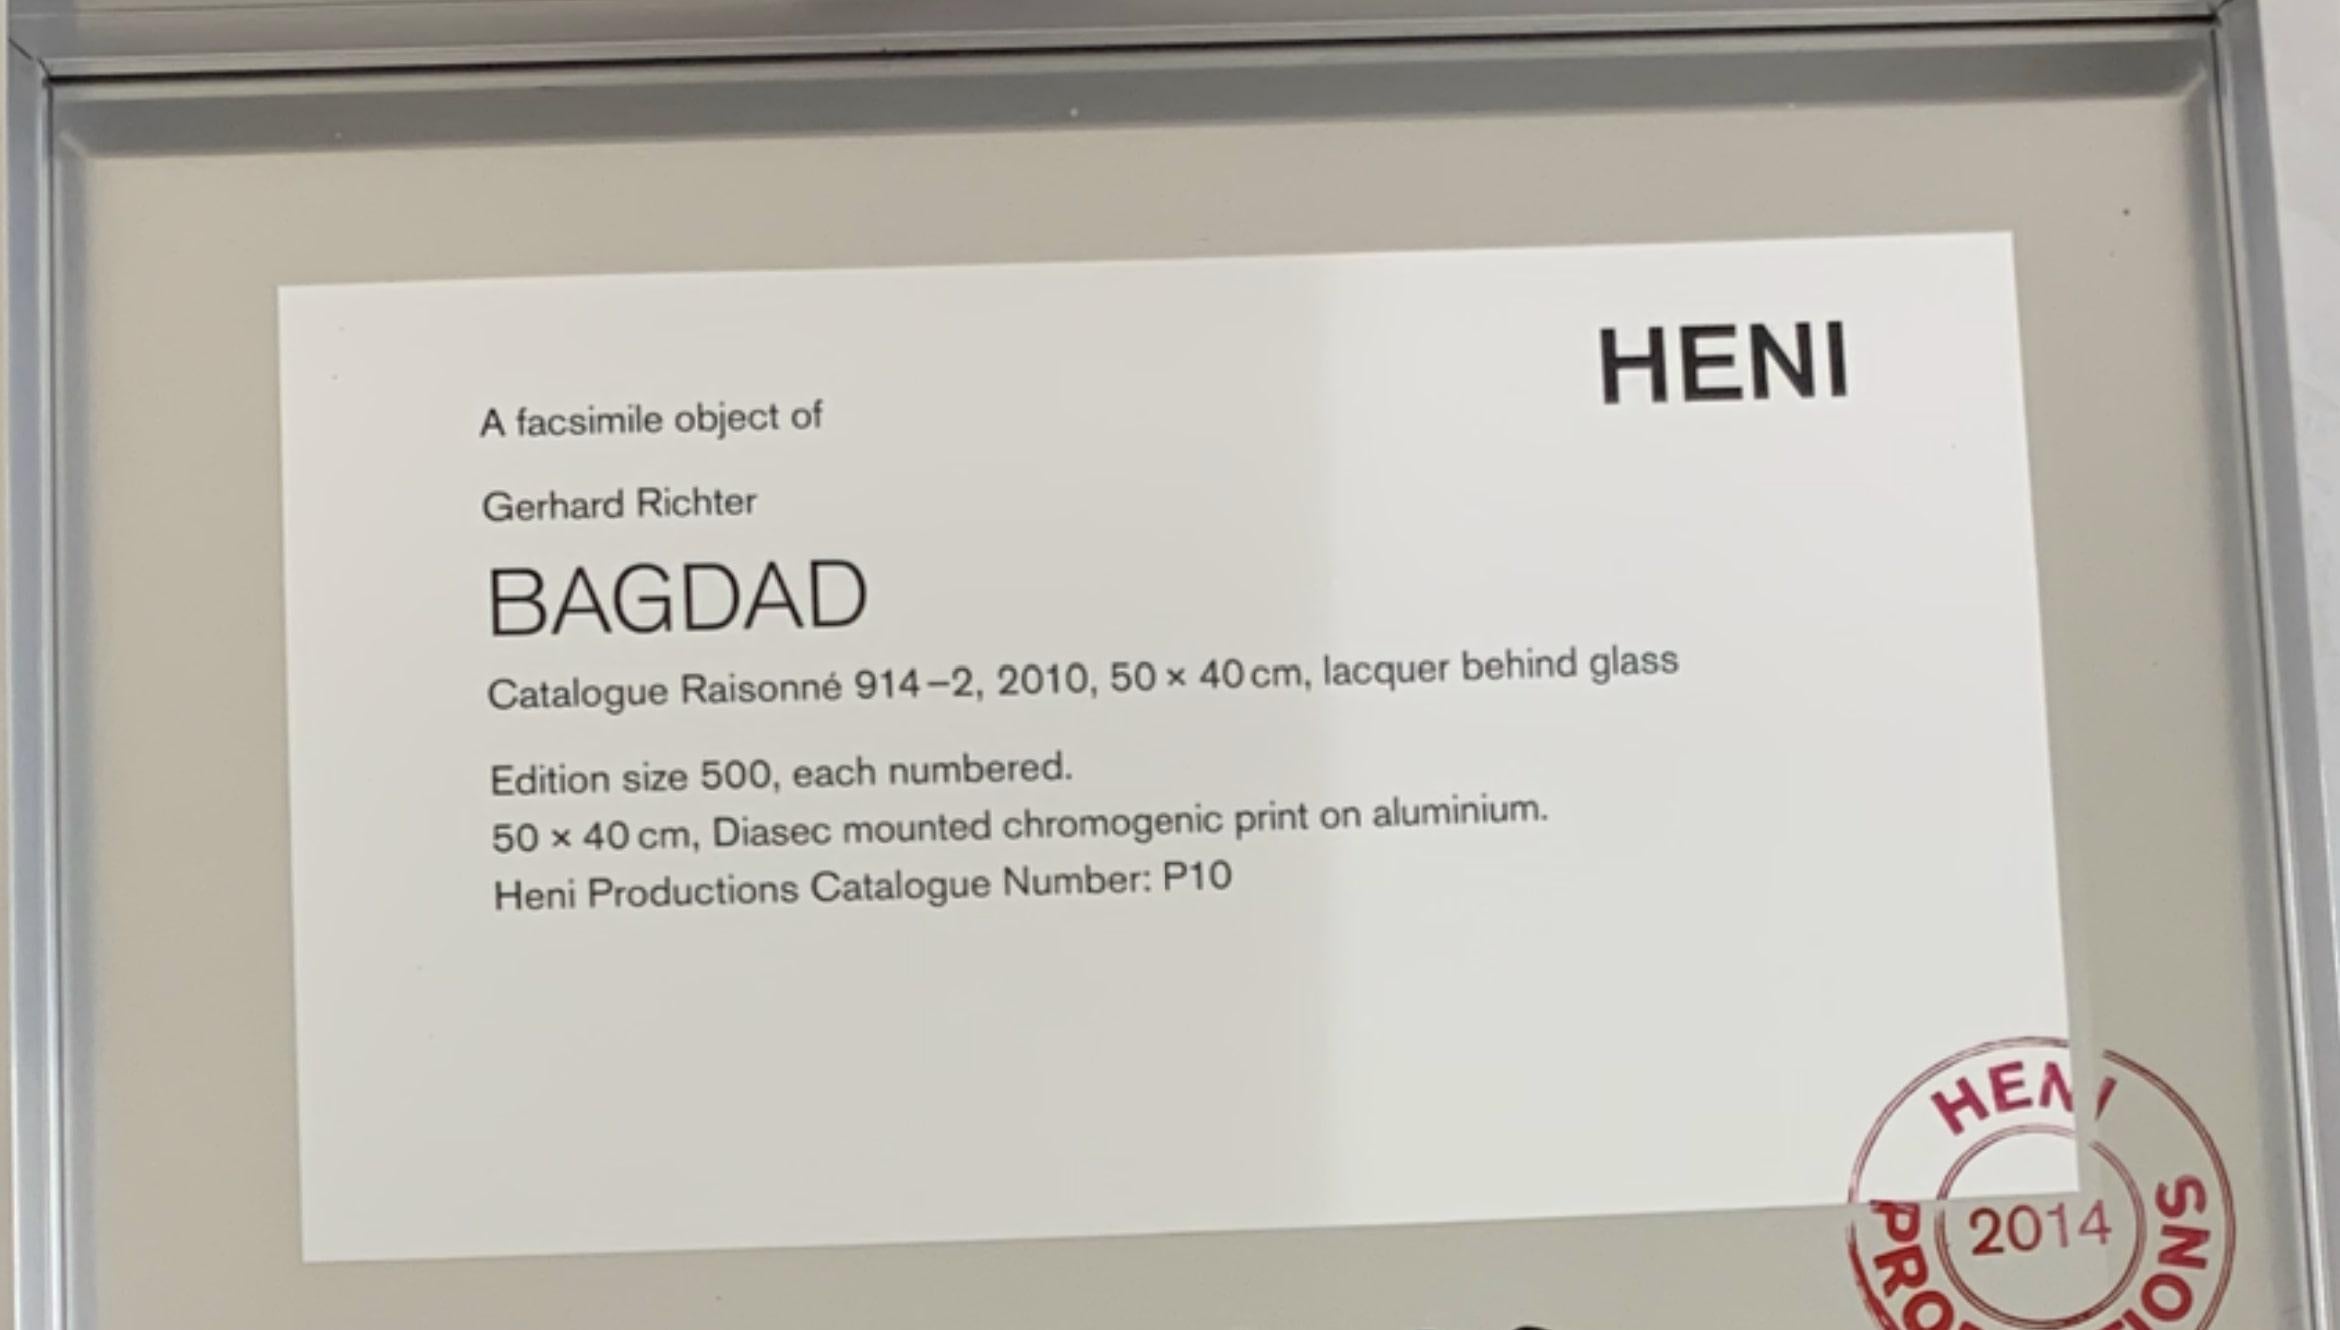 HENI
A facsimile object of
Gerhard Richter
BAGDAD
Catalogue Raisonné 914–2, 2010, 50 × 40 cm, lacquer behind glass
Edition size 500, each numbered.
50 × 40 cm, Diasec mounted chromogenic print on aluminium.
Heni Productions Catalogue Number: P10
HENI
2014